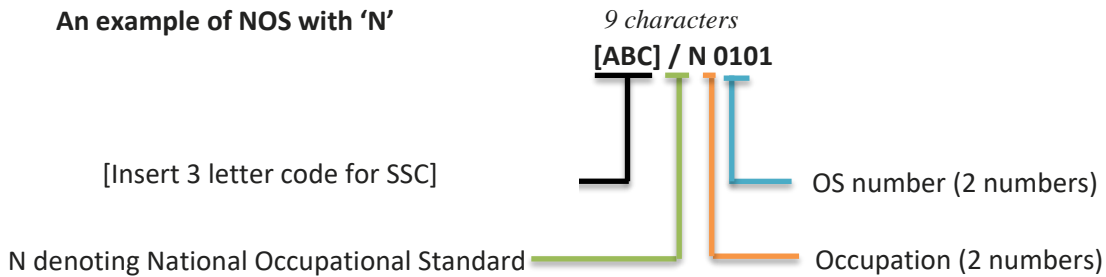 An example of NOS with ‘N’
9 characters
[ABC] / N 0101
[Insert 3 letter code for SSC]
OS number (2 numbers)
N denoting National Occupational Standard
Occupation (2 numbers)